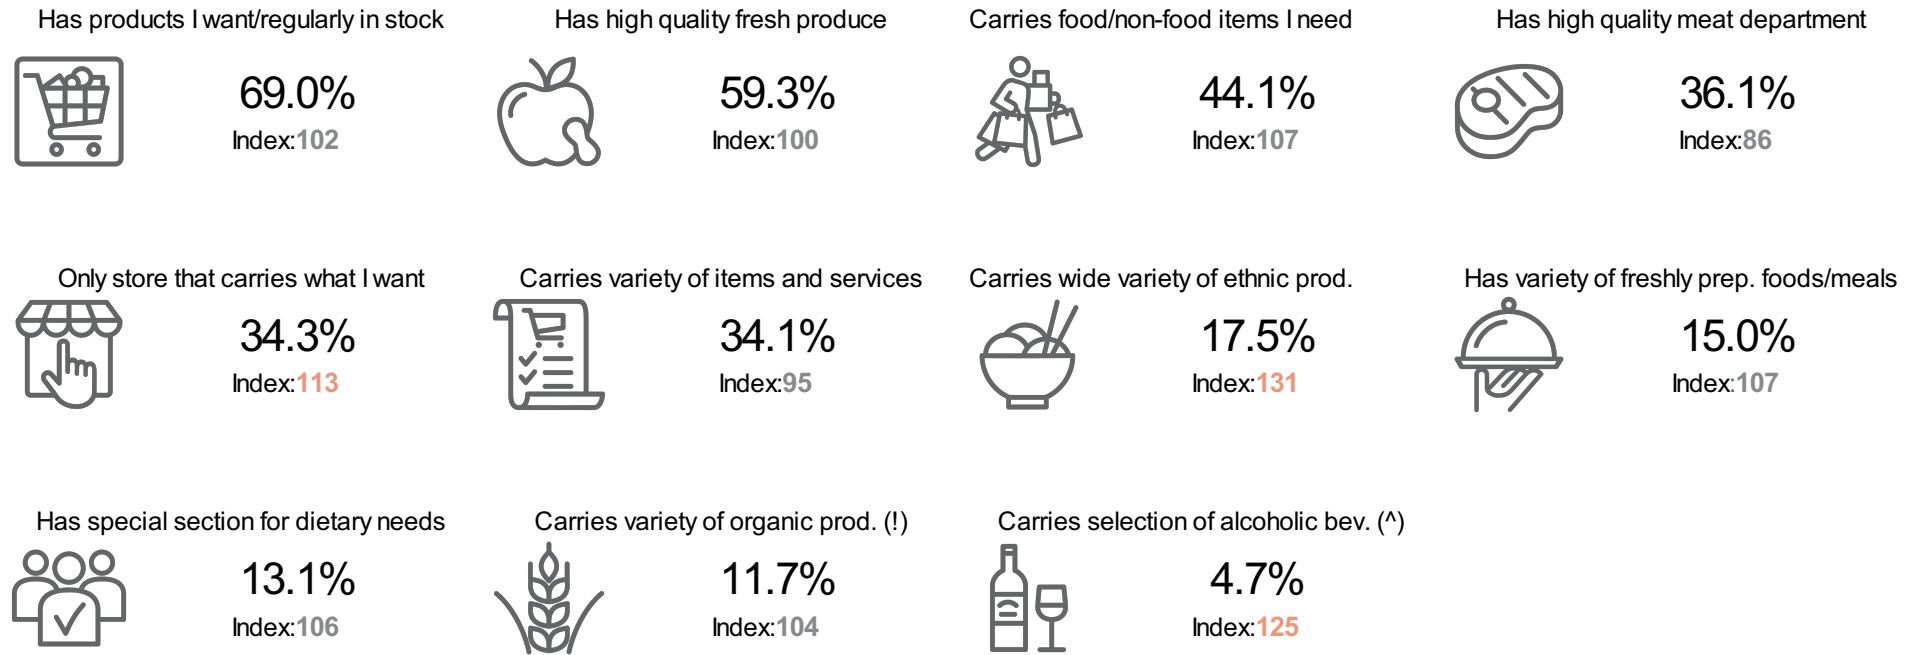 Has products I want/regularly in stock
69.0%
Index:102
Has high quality fresh produce
59.3%
Index:100
Carries food/non-food items I need
44.1%
Index:107
Has high quality meat department
36.1%
Index:86
Only store that carries what I want
34.3%
Index:113
Carries variety of items and services
34.1%
Index:95
Carries wide variety of ethnic prod.
17.5%
Index:131
Has variety of freshly prep. foods/meals
15.0%
Index:107
Has special section for dietary needs
13.1%
Index:106
Carries variety of organic prod. (!)
11.7%
Index:104
Carries selection of alcoholic bev. (^)
4.7%
Index:125